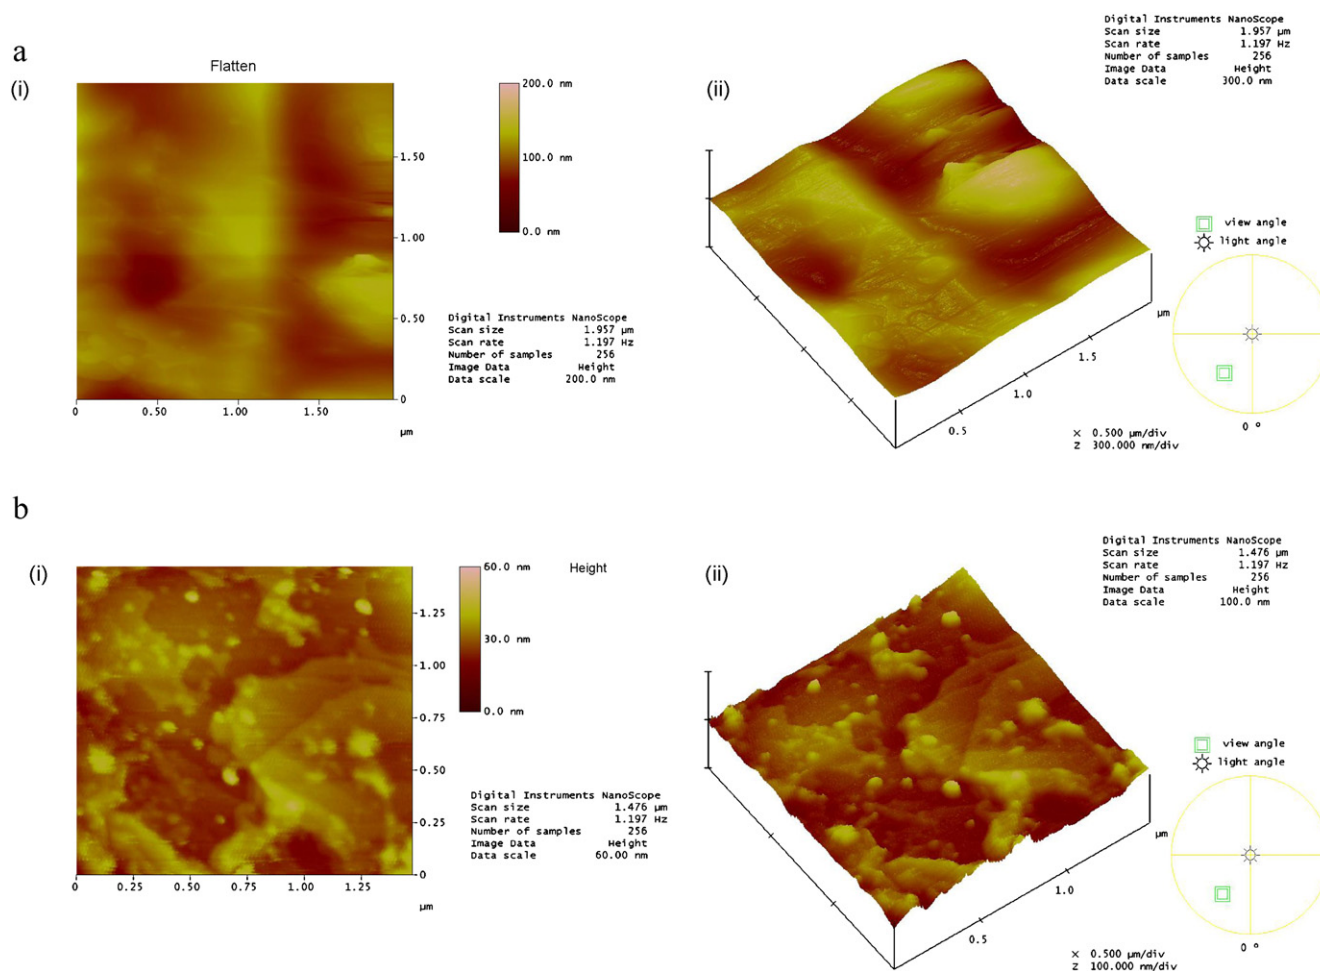 a
(i)
Flatten
200.0 nm
100.0 nm
0.0 nm
1.50
1.00
0.50
0
0
0.50
1.00
1.50
µm
Digital Instruments NanoScope
Scan size 1.957 µm
Scan rate 1.197 Hz
Number of samples 256
Image Data Height
Data scale 200.0 nm
(ii)
Digital Instruments NanoScope
Scan size 1.957 µm
Scan rate 1.197 Hz
Number of samples 256
Image Data Height
Data scale 300.0 nm
view angle
light angle
0 º
µm
1.5
1.0
0.5
X 0.500 µm/div
Z 300.000 nm/div
b
(i)
Height
60.0 nm
30.0 nm
0.0 nm
1.25
1.00
0.75
0.50
0.25
0
0
0.25
0.50
0.75
1.00
1.25
µm
Digital Instruments NanoScope
Scan size 1.476 µm
Scan rate 1.197 Hz
Number of samples 256
Image Data Height
Data scale 60.00 nm
(ii)
Digital Instruments NanoScope
Scan size 1.476 µm
Scan rate 1.197 Hz
Number of samples 256
Image Data Height
Data scale 100.0 nm
view angle
light angle
0 º
µm
1.0
0.5
X 0.500 µm/div
Z 100.000 nm/div